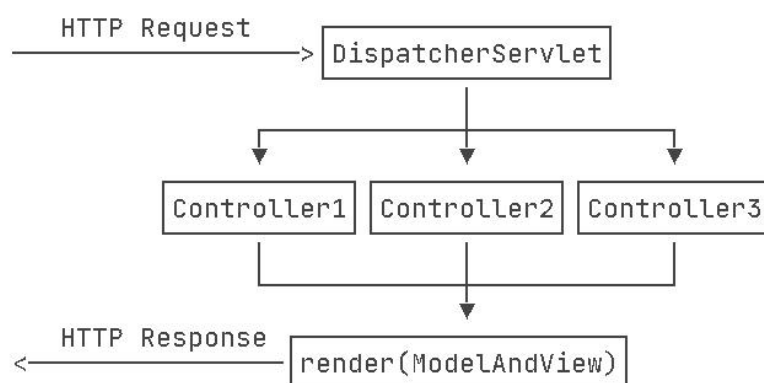 HTTP Request
DispatcherServlet
Controller1
Controller2
Controller3
HTTP Response
render(ModelAndView)